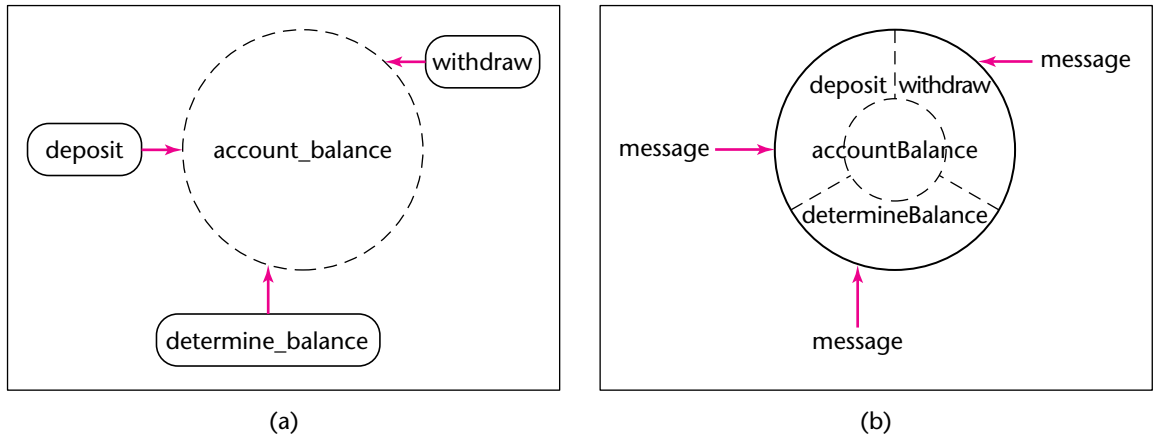 withdraw
deposit
account_balance
determine_balance
(a)
deposit withdraw
message
message
accountBalance
determineBalance
message
(b)